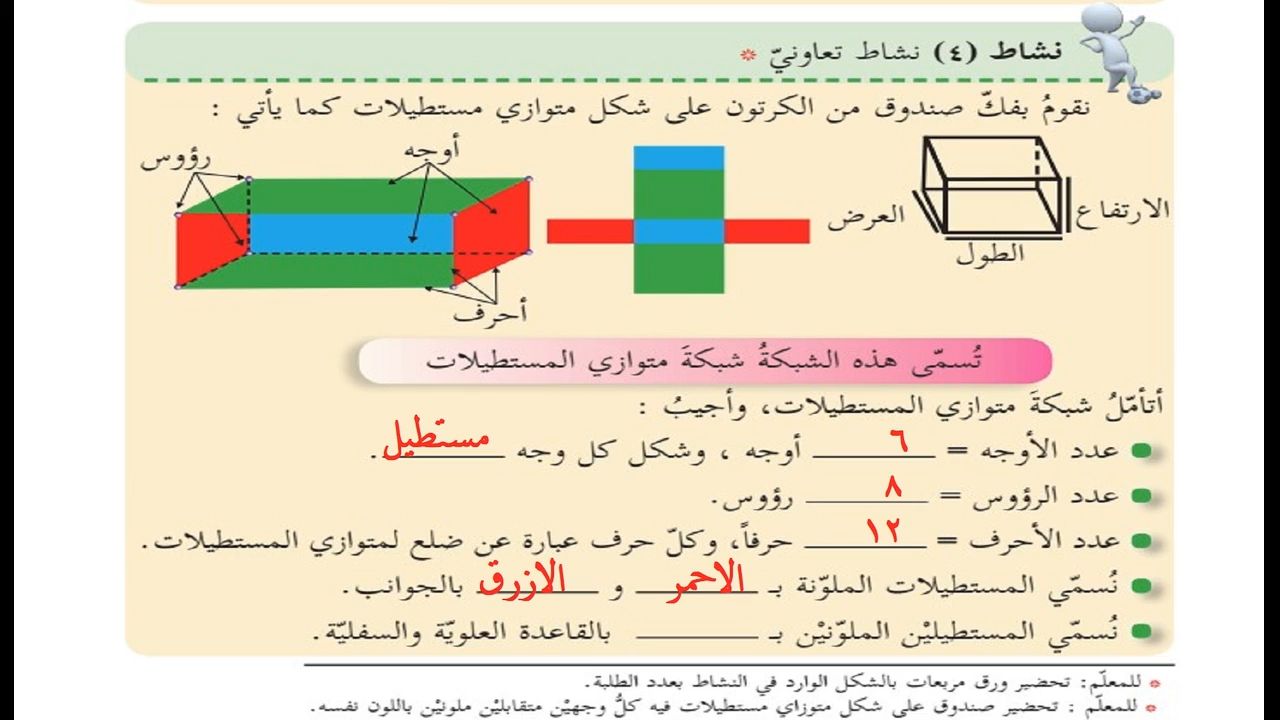 نشاط (٤) نشاط تعاونيّ *
نقومُ بفكّ صندوق من الكرتون على شكل متوازي مستطيلات كما يأتي :
رؤوس
أوجه
أحرف
العرض
الارتفاع
الطول
تُسمّى هذه الشبكةُ شبكةَ متوازي المستطيلات
أتأمّلُ شبكةَ متوازي المستطيلات، وأجيبُ :
عدد الأوجه = ٦ أوجه ، وشكل كل وجه مستطيل.
عدد الرؤوس = ٨ رؤوس.
عدد الأحرف = ١٢ حرفاً، وكلّ حرف عبارة عن ضلع لمتوازي المستطيلات.
نُسمّي المستطيلات الملوّنة بـ الاحمر و الازرق بالجوانب.
نُسمّي المستطيليْن الملوّنيْن بـ ______ بالقاعدة العلويّة والسفليّة.
* للمعلّم: تحضير ورق مربعات بالشكل الوارد في النشاط بعدد الطلبة.
* للمعلّم : تحضير صندوق على شكل متوزاي مستطيلات فيه كلُّ وجهيْن متقابليْن ملونيْن باللون نفسه.